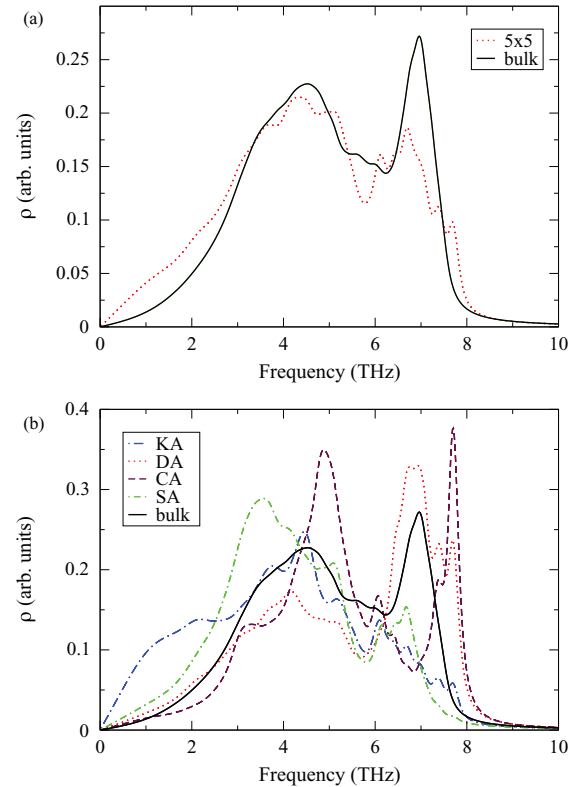 (a)
0.25
0.2
0.15
0.1
0.05
0
ρ (arb. units)
5x5
bulk
0 2 4 6 8 10
Frequency (THz)
(b)
0.4
0.3
0.2
0.1
0
ρ (arb. units)
KA
DA
CA
SA
bulk
0 2 4 6 8 10
Frequency (THz)